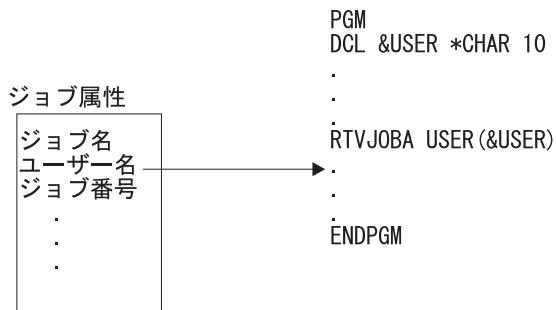 ジョブ属性
ジョブ名
ユーザー名
ジョブ番号
.
.
.
PGM
DCL &USER *CHAR 10
.
.
.
RTVJOBA USER(&USER)
.
.
.
ENDPGM